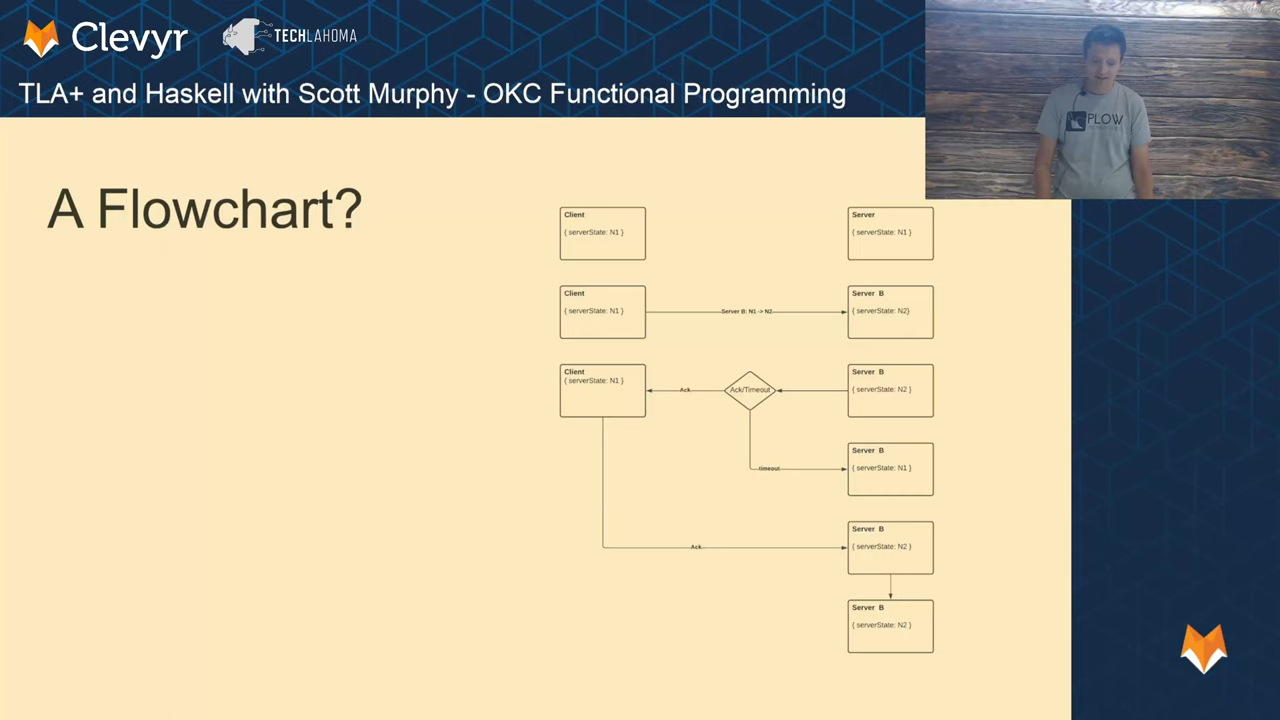 Clevyr
TECHLAHOMA
TLA+ and Haskell with Scott Murphy - OKC Functional Programming
PLOW
A Flowchart?
Client
{ serverState: N1 }
Server
{ serverState: N1 }
Client
{ serverState: N1 }
Server B: N1 -> N2
Server B
{ serverState: N2}
Client
{ serverState: N1 }
Ack
Ack/Timeout
Server B
{ serverState: N2 }
timeout
Server B
{ serverState: N1 }
Ack
Server B
{ serverState: N2 }
Server B
{ serverState: N2 }